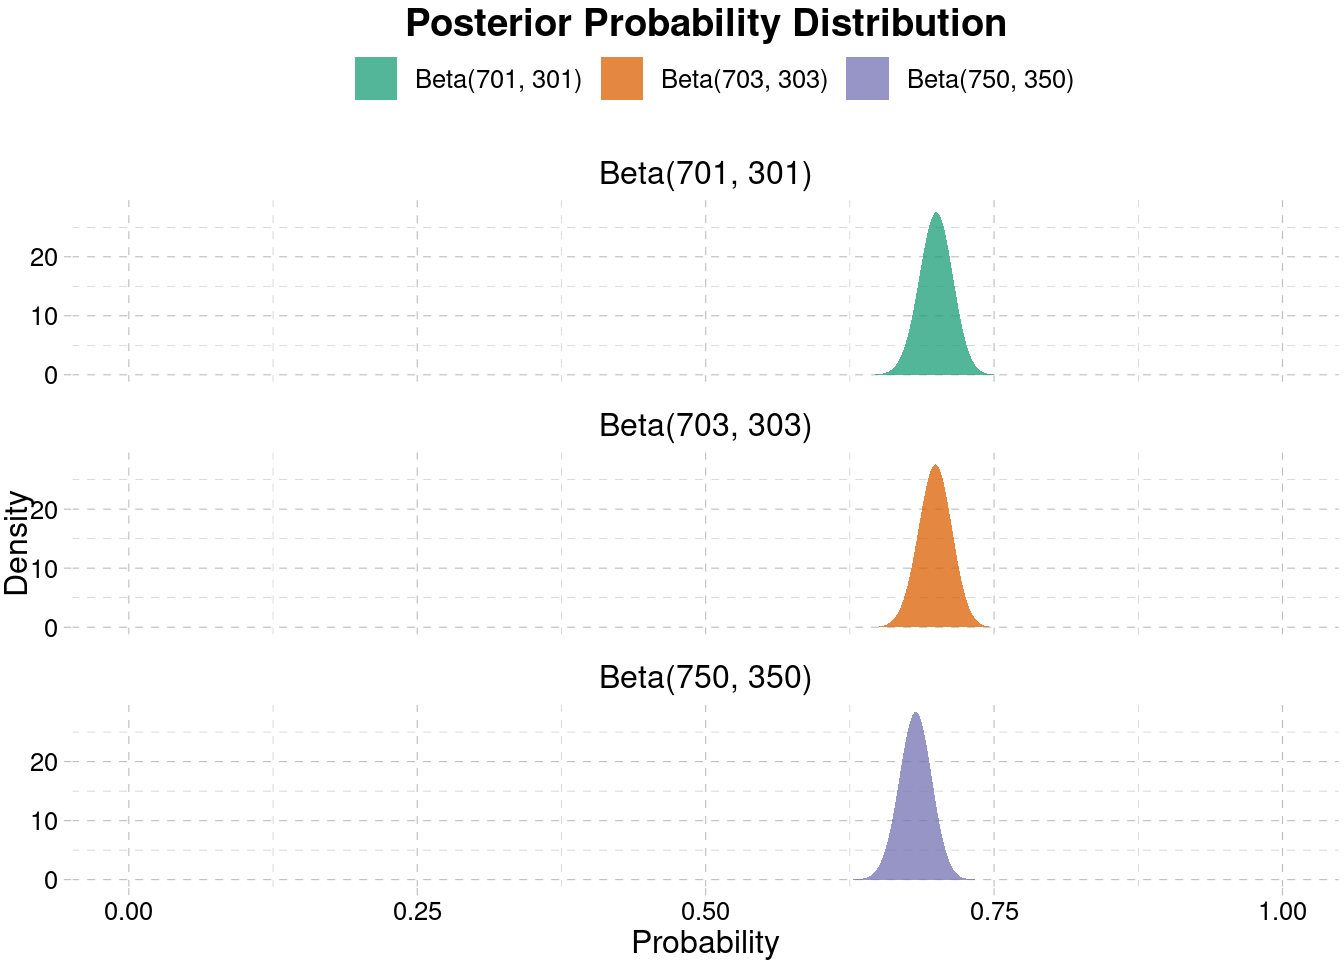 Posterior Probability Distribution
Beta(701, 301) Beta(703, 303) Beta(750, 350)
Beta(701, 301)
20
10
0
Beta(703, 303)
20
10
0
Density
Beta(750, 350)
20
10
0
0.00 0.25 0.50 0.75 1.00
Probability